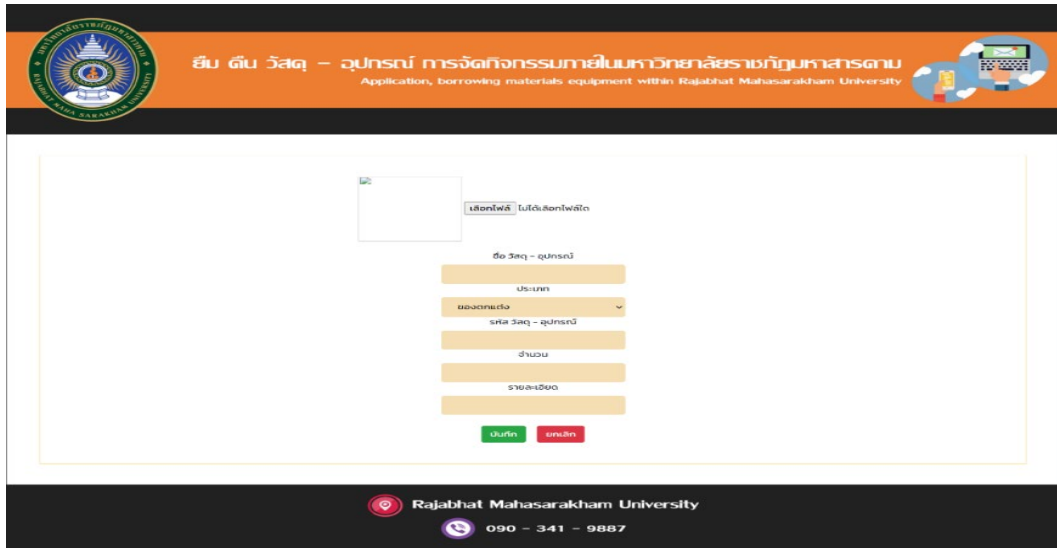 ยืม คืน วัสดุ - อุปกรณ์ การจัดกิจกรรมภายในมหาวิทยาลัยราชภัฏมหาสารคาม
Application, borrowing materials equipment within Rajabhat Mahasarakham University
เลือกไฟล์ ไม่ได้เลือกไฟล์ใด
ชื่อ วัสดุ - อุปกรณ์
ประเภท
ของตกแต่ง
รหัส วัสดุ - อุปกรณ์
จำนวน
รายละเอียด
บันทึก ยกเลิก
Rajabhat Mahasarakham University
090 - 341 - 9887